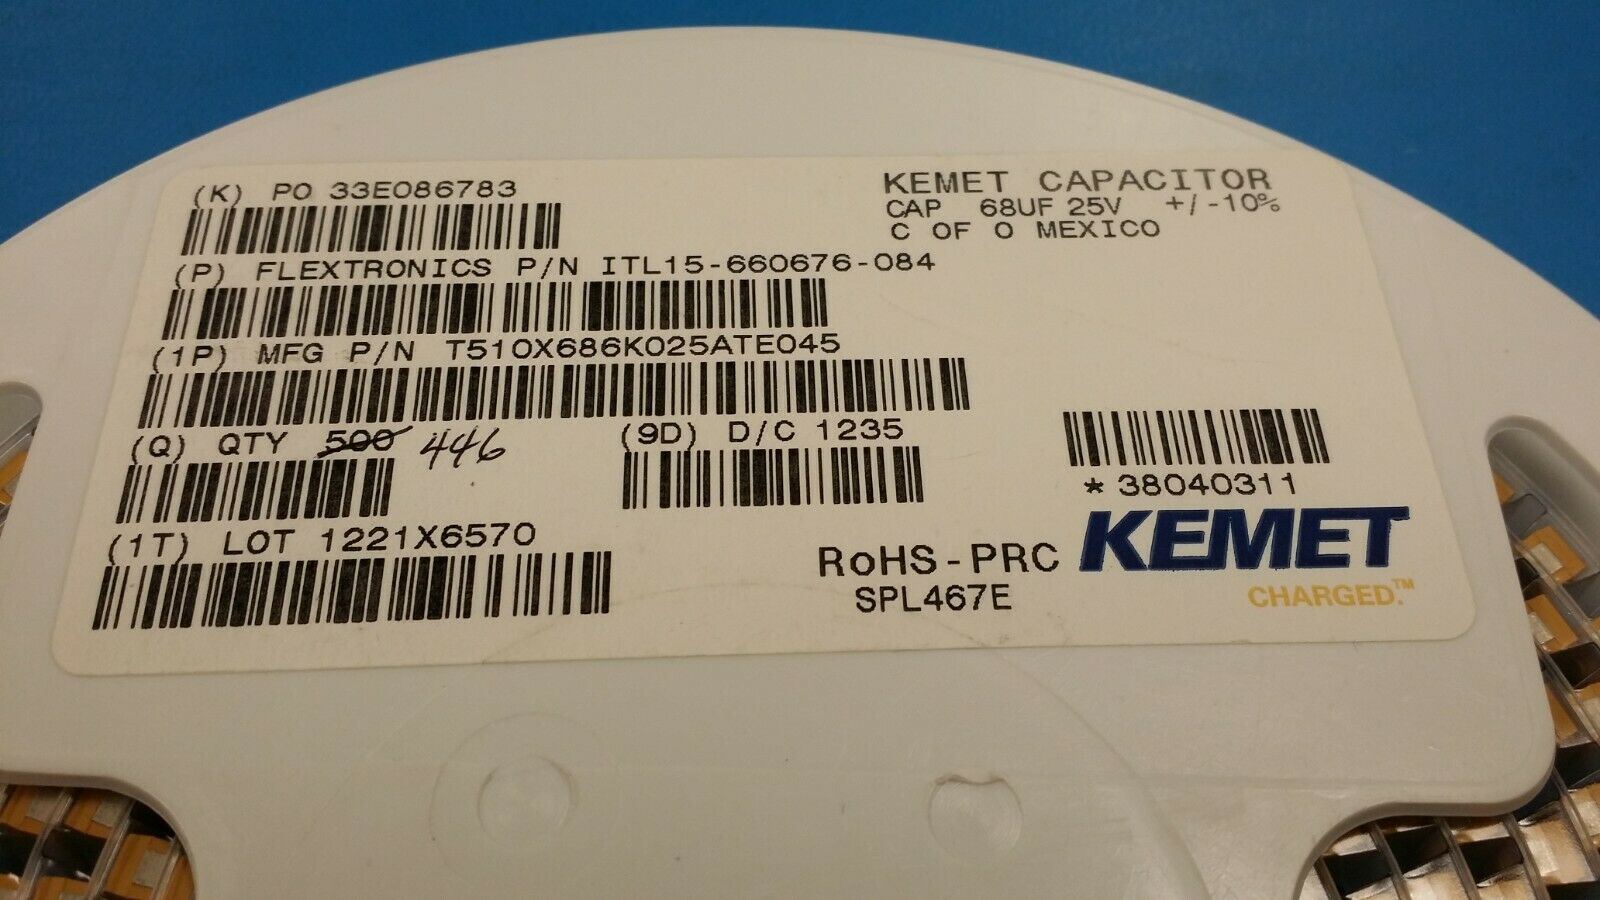 (K) PO 33E086783
KEMET CAPACITOR
CAP 68UF 25V +/-10%
C OF O MEXICO
(P) FLEXTRONICS P/N ITL15-660676-084
(1P) MFG P/N T510X686K025ATE045
(Q) QTY 500 446
(9D) D/C 1235
* 38040311
(1T) LOT 1221X6570
RoHS-PRC
SPL467E
KEMET
CHARGED.™